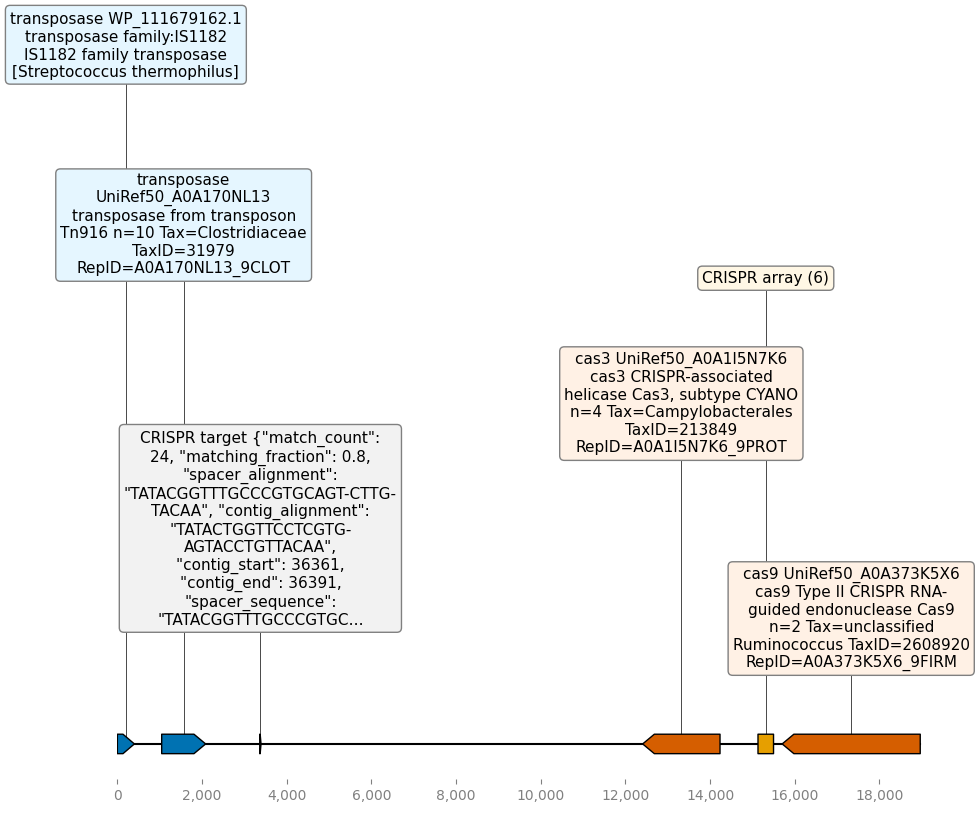 transposase WP_111679162.1
transposase family:IS1182
IS1182 family transposase
[Streptococcus thermophilus]
transposase
UniRef50_A0A170NL13
transposase from transposon
Tn916 n=10 Tax=Clostridiaceae
TaxID=31979
RepID=A0A170NL13_9CLOT
CRISPR array (6)
cas3 UniRef50_A0A1I5N7K6
cas3 CRISPR-associated
helicase Cas3, subtype CYANO
n=4 Tax=Campylobacterales
TaxID=213849
RepID=A0A1I5N7K6_9PROT
CRISPR target {"match_count":
24, "matching_fraction": 0.8,
"spacer_alignment":
"TATACGGTTTGCCCGTGCAGT-CTTG-
TACAA", "contig_alignment":
"TATACTGGTTCCTCGTG-
AGTACCTGTTACAA",
"contig_start": 36361,
"contig_end": 36391,
"spacer_sequence":
"TATACGGTTTGCCCGTGC...
cas9 UniRef50_A0A373K5X6
cas9 Type II CRISPR RNA-
guided endonuclease Cas9
n=2 Tax=unclassified
Ruminococcus TaxID=2608920
RepID=A0A373K5X6_9FIRM
0 2,000 4,000 6,000 8,000 10,000 12,000 14,000 16,000 18,000